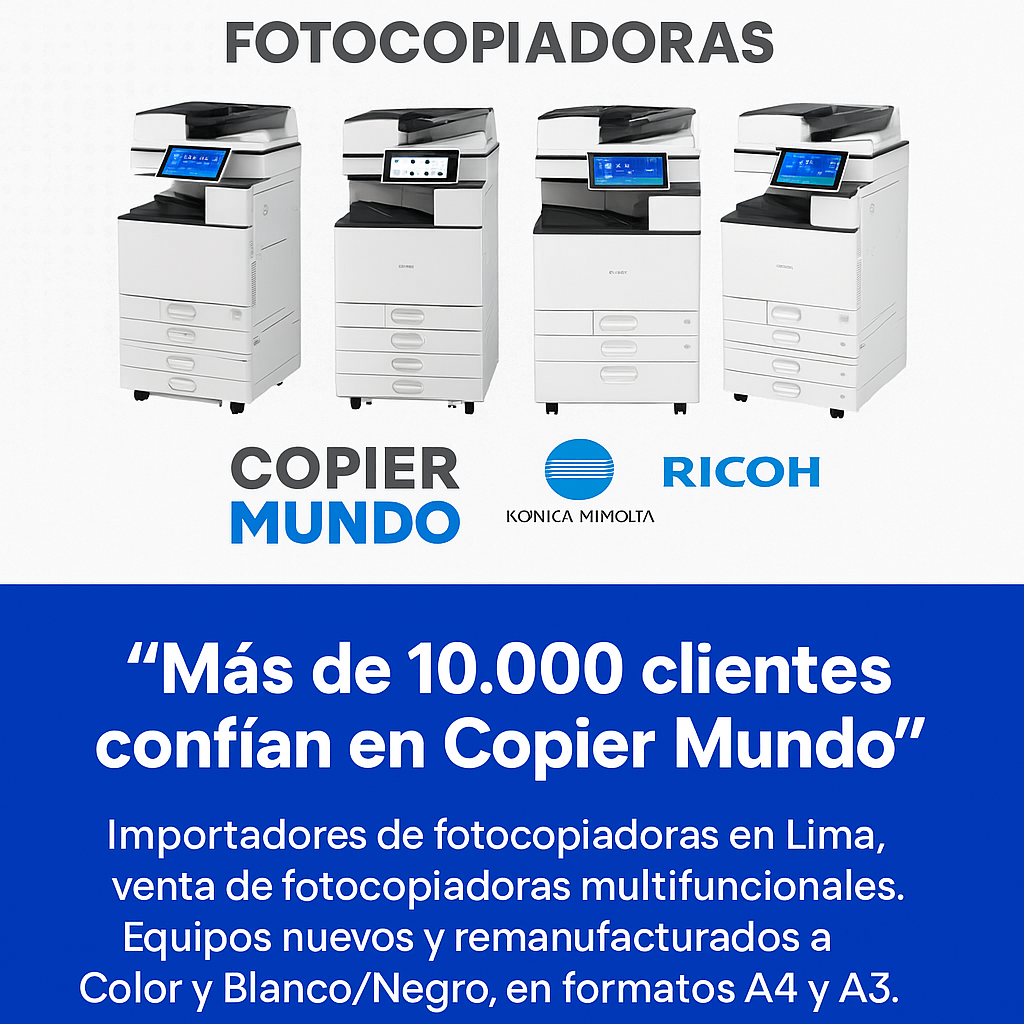 FOTOCOPIADORAS
COPIER
MUNDO
KONICA MIMOLTA
RICOH
“Más de 10.000 clientes
confían en Copier Mundo”
Importadores de fotocopiadoras en Lima,
venta de fotocopiadoras multifuncionales.
Equipos nuevos y remanufacturados a
Color y Blanco/Negro, en formatos A4 y A3.